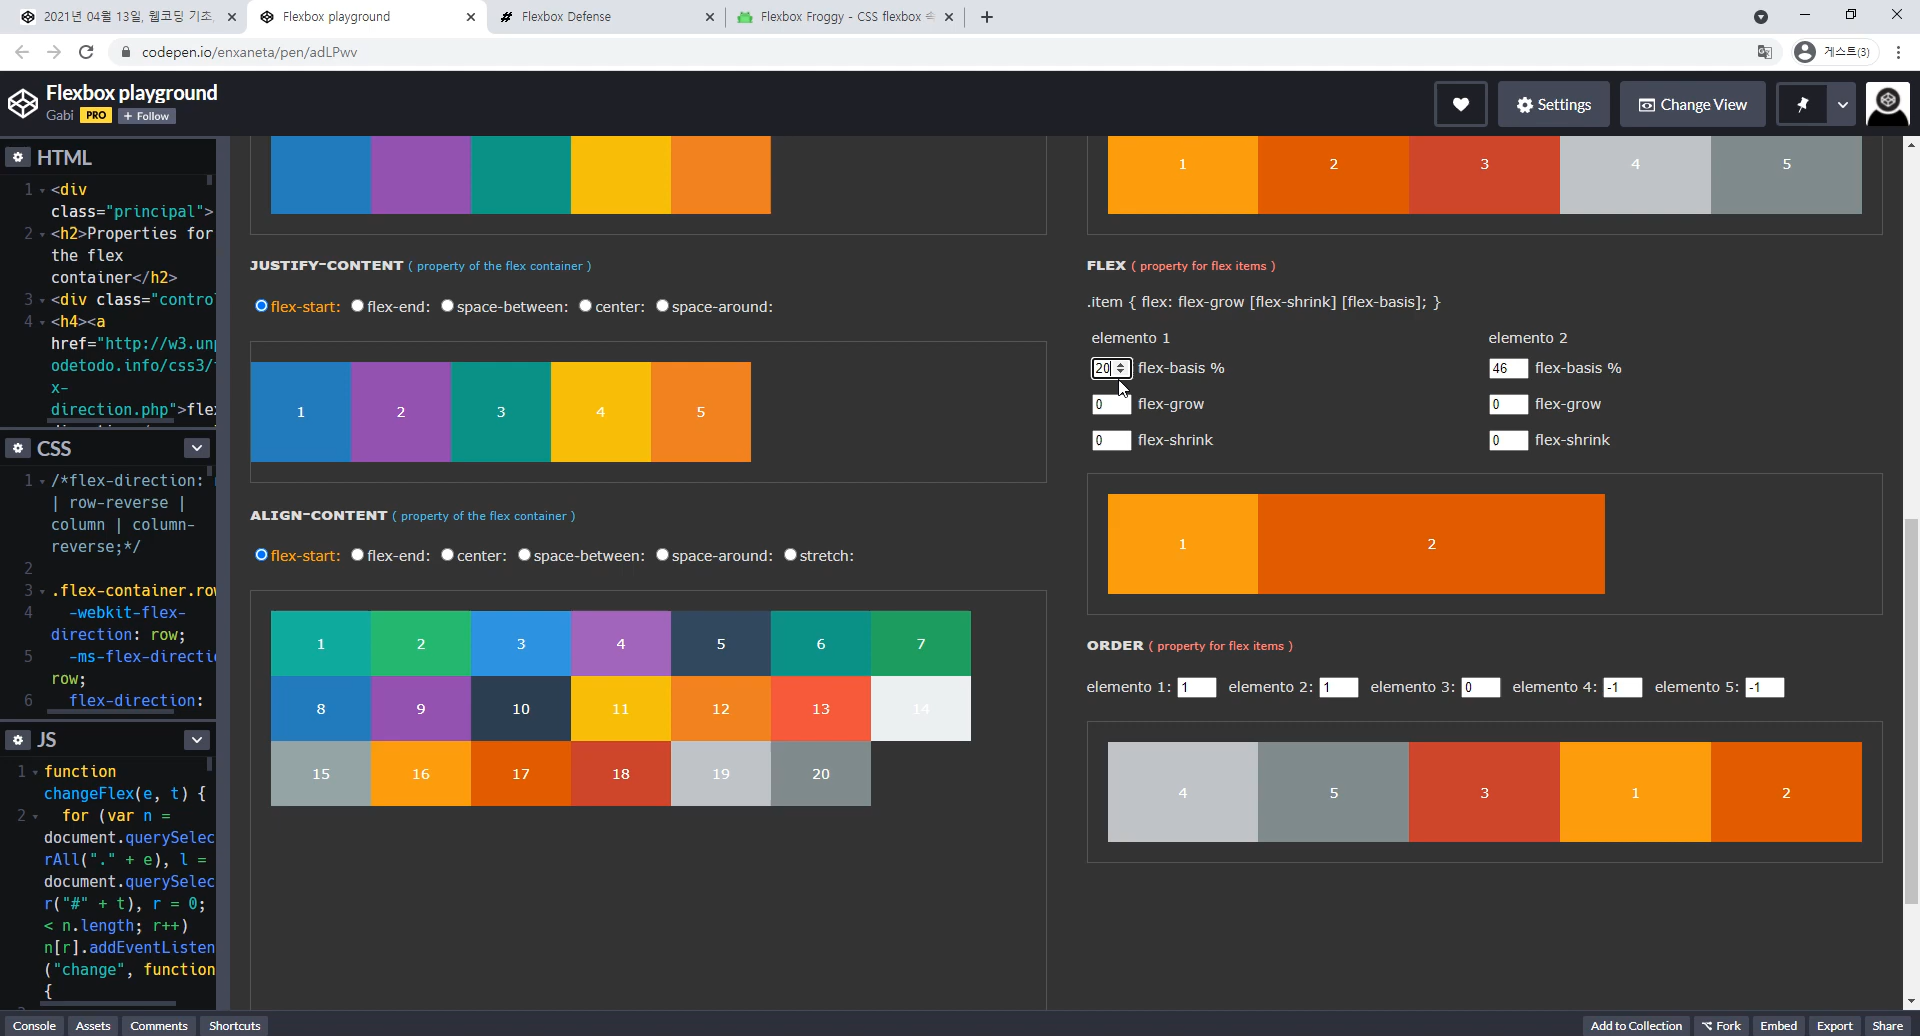 2021년 04월 13일, 웹코딩 기초
Flexbox playground
Flexbox Defense
Flexbox Froggy - CSS flexbox
codepen.io/enxaneta/pen/adLPwv
게스트(3)
Flexbox playground
Gabi PRO + Follow
Settings
Change View
HTML
1 <div
class="principal">
2 <h2>Properties for
the flex
container</h2>
3 <div class="contro
4 <h4><a
href="http://w3.un
odetodo.info/css3/
x-
direction.php">fle
CSS
1 /*flex-direction:
| row-reverse |
column | column-
reverse;*/
2
3 .flex-container.row
4 -webkit-flex-
direction: row;
5 -ms-flex-directi
row;
6 flex-direction:
JS
1 function
changeFlex(e, t) {
2 for (var n =
document.querySelec
rAll("." + e), l =
document.querySelec
r("#" + t), r = 0;
< n.length; r++)
n[r].addEventListen
("change", function
{
JUSTIFY-CONTENT ( property of the flex container )
flex-start: flex-end: space-between: center: space-around:
1 2 3 4 5
ALIGN-CONTENT ( property of the flex container )
flex-start: flex-end: center: space-between: space-around: stretch:
1 2 3 4 5 6 7
8 9 10 11 12 13 14
15 16 17 18 19 20
1 2 3 4 5
FLEX ( property for flex items )
.item { flex: flex-grow [flex-shrink] [flex-basis]; }
elemento 1
20 flex-basis %
0 flex-grow
0 flex-shrink
elemento 2
46 flex-basis %
0 flex-grow
0 flex-shrink
1 2
ORDER ( property for flex items )
elemento 1: 1 elemento 2: 1 elemento 3: 0 elemento 4: -1 elemento 5: -1
4 5 3 1 2
Console Assets Comments Shortcuts
Add to Collection Fork Embed Export Share